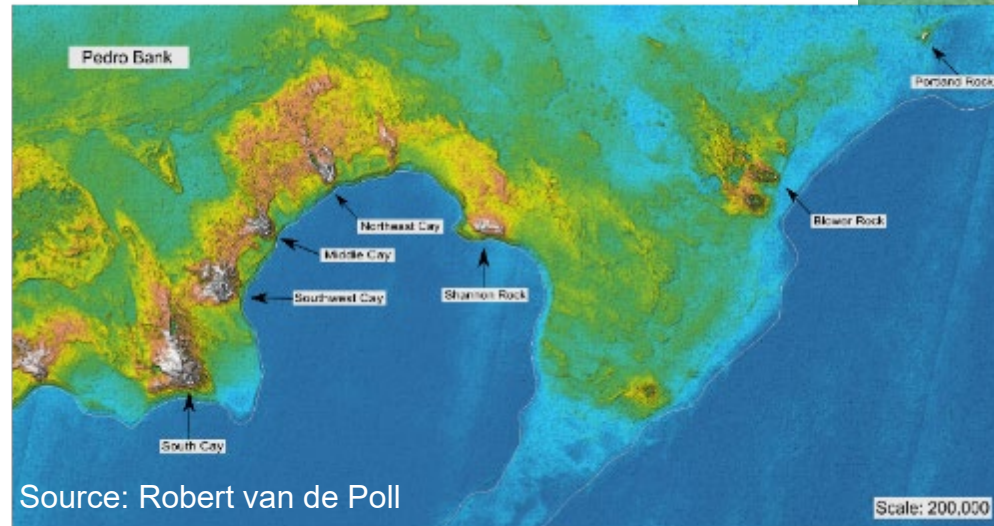 Pedro Bank
Portland Rock
Blower Rock
Northeast Cay
Middle Cay
Southwest Cay
Shannon Rock
South Cay
Source: Robert van de Poll
Scale: 200,000